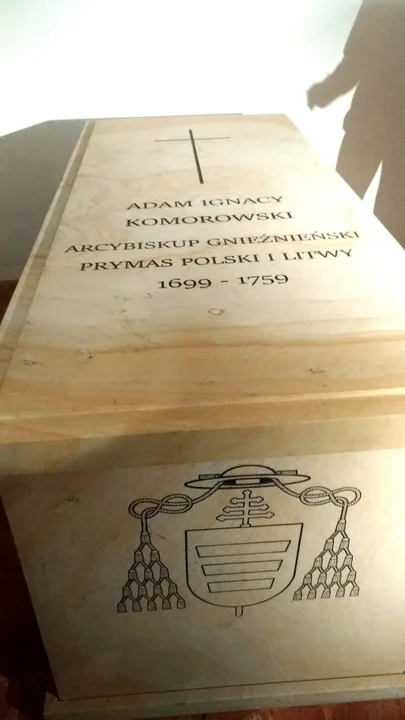 ADAM IGNACY
KOMOROWSKI
ARCYBISKUP GNIEŹNIEŃSKI
PRYMAS POLSKI I LITWY
1699 - 1759